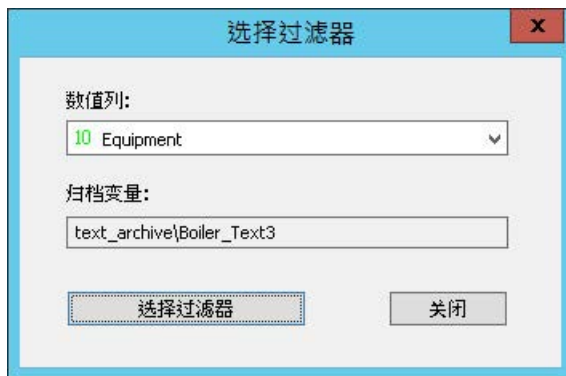 选择过滤器
x
数值列:
10 Equipment
归档变量:
text_archive\Boiler_Text3
选择过滤器 关闭